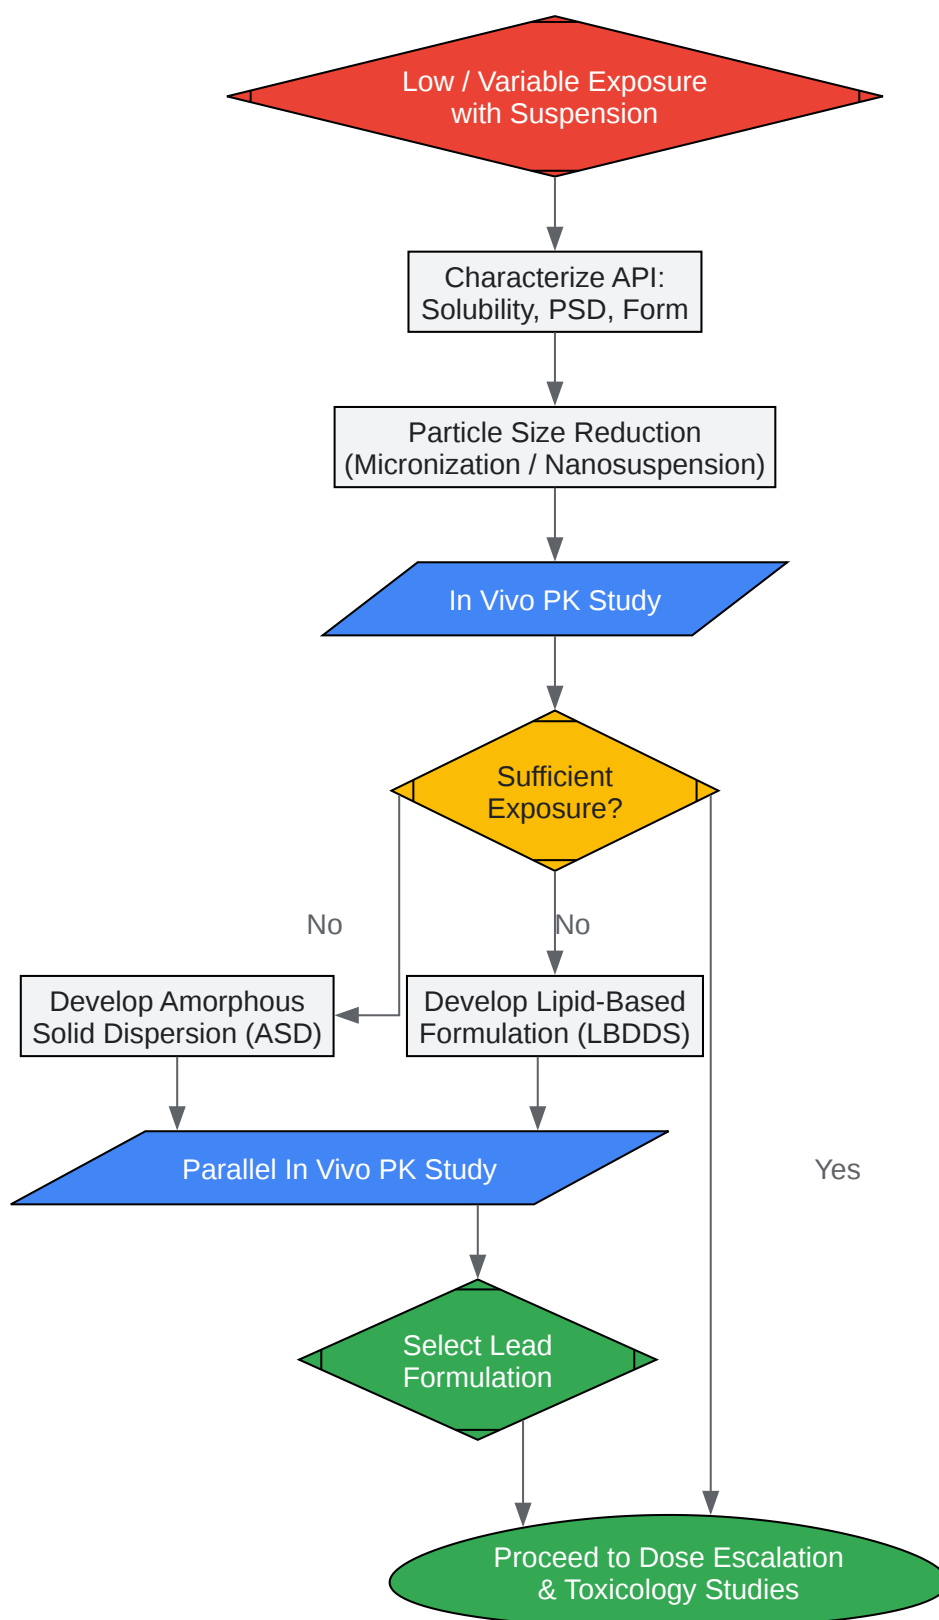 Low / Variable Exposure
with Suspension
Characterize API:
Solubility, PSD, Form
Particle Size Reduction
(Micronization / Nanosuspension)
In Vivo PK Study
Sufficient
Exposure?
No
No
Develop Amorphous
Solid Dispersion (ASD)
Develop Lipid-Based
Formulation (LBDDS)
Parallel In Vivo PK Study
Yes
Select Lead
Formulation
Proceed to Dose Escalation
& Toxicology Studies